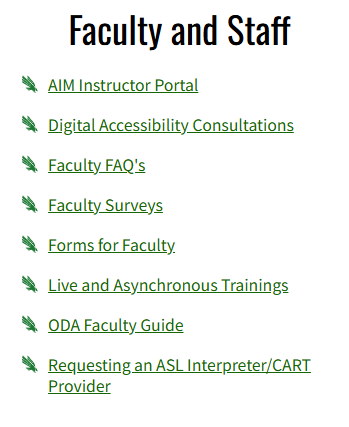 Faculty and Staff
AIM Instructor Portal
Digital Accessibility Consultations
Faculty FAQ's
Faculty Surveys
Forms for Faculty
Live and Asynchronous Trainings
ODA Faculty Guide
Requesting an ASL Interpreter/CART
Provider